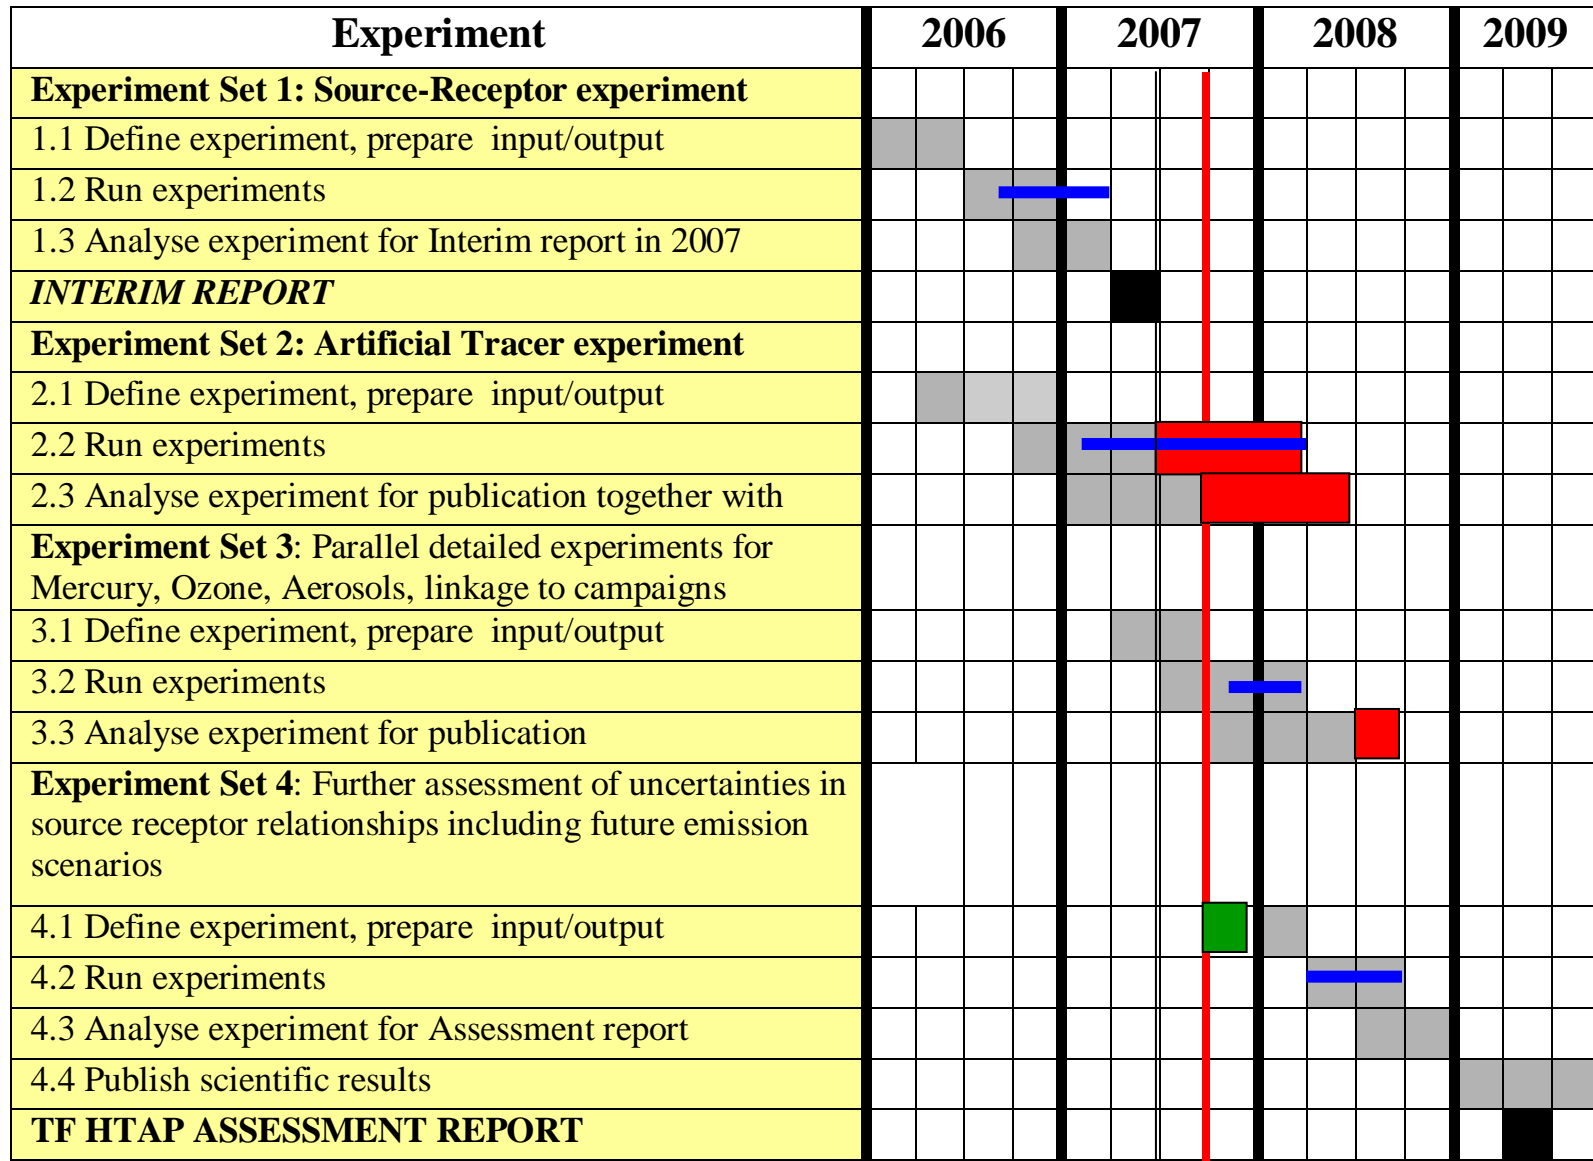 Experiment 2006 2007 2008 2009
Experiment Set 1: Source-Receptor experiment
1.1 Define experiment, prepare input/output
1.2 Run experiments
1.3 Analyse experiment for Interim report in 2007
INTERIM REPORT
Experiment Set 2: Artificial Tracer experiment
2.1 Define experiment, prepare input/output
2.2 Run experiments
2.3 Analyse experiment for publication together with
Experiment Set 3: Parallel detailed experiments for
Mercury, Ozone, Aerosols, linkage to campaigns
3.1 Define experiment, prepare input/output
3.2 Run experiments
3.3 Analyse experiment for publication
Experiment Set 4: Further assessment of uncertainties in
source receptor relationships including future emission
scenarios
4.1 Define experiment, prepare input/output
4.2 Run experiments
4.3 Analyse experiment for Assessment report
4.4 Publish scientific results
TF HTAP ASSESSMENT REPORT